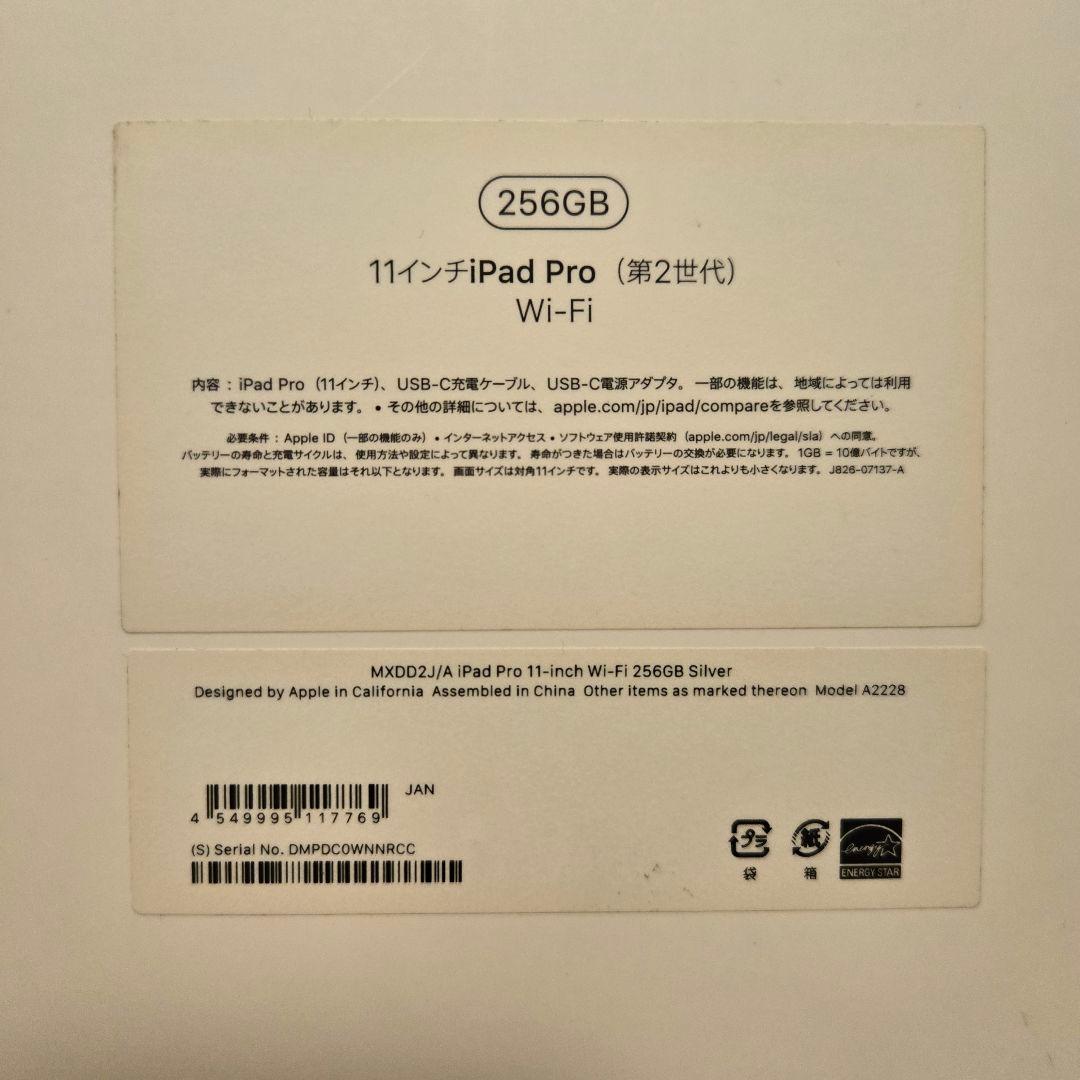 256GB
11インチiPad Pro（第2世代）
Wi-Fi
内容：iPad Pro（11インチ）、USB-C充電ケーブル、USB-C電源アダプタ。一部の機能は、地域によっては利用
できないことがあります。• その他の詳細については、apple.com/jp/ipad/compareを参照してください。
必要条件：Apple ID（一部の機能のみ）• インターネットアクセス • ソフトウェア使用許諾契約（apple.com/jp/legal/sla）への同意。
バッテリーの寿命と充電サイクルは、使用方法や設定によって異なります。寿命がつきた場合はバッテリーの交換が必要になります。1GB = 10億バイトですが、
実際にフォーマットされた容量はそれ以下となります。画面サイズは対角11インチです。実際の表示サイズはこれよりも小さくなります。J826-07137-A
MXDD2J/A iPad Pro 11-inch Wi-Fi 256GB Silver
Designed by Apple in California Assembled in China Other items as marked thereon Model A2228
JAN
4 549995 117769
(S) Serial No. DMPDC0WNNRCC
プラ
袋
紙
箱
energy
ENERGY STAR